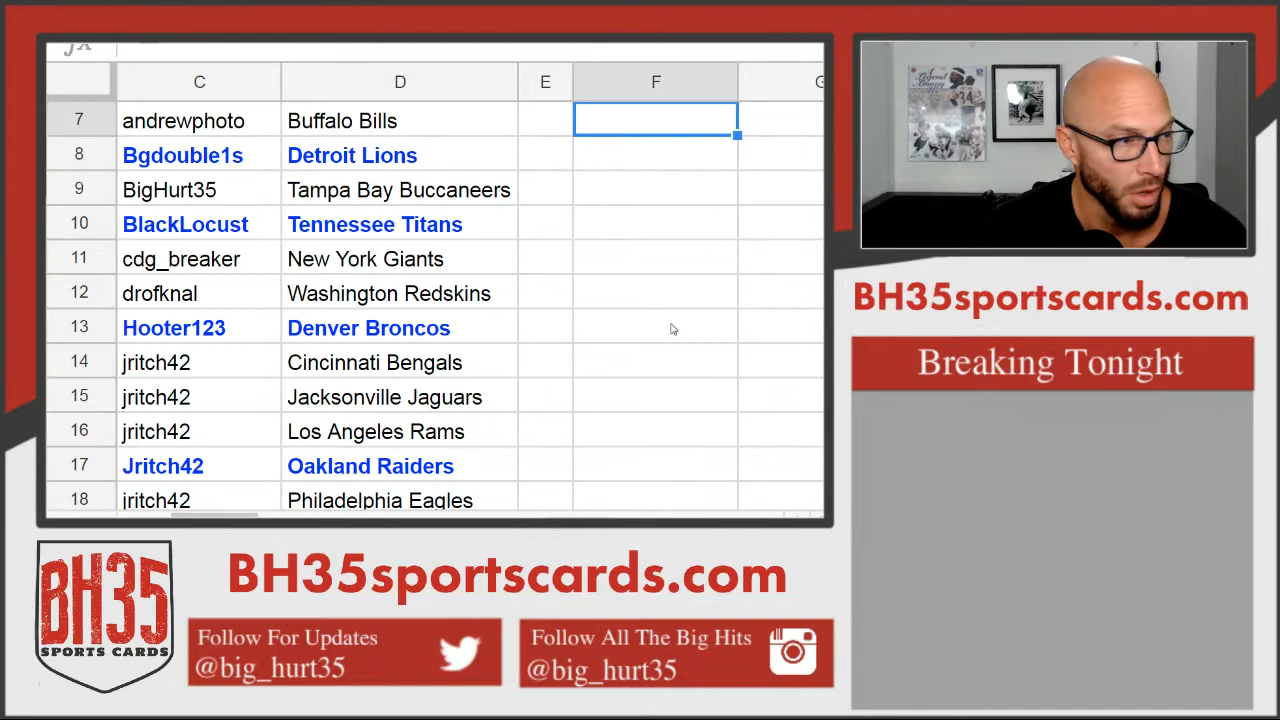 fx
C D E F G
7 andrewphoto Buffalo Bills
8 Bgdouble1s Detroit Lions
9 BigHurt35 Tampa Bay Buccaneers
10 BlackLocust Tennessee Titans
11 cdg_breaker New York Giants
12 drofknal Washington Redskins
13 Hooter123 Denver Broncos
14 jritch42 Cincinnati Bengals
15 jritch42 Jacksonville Jaguars
16 jritch42 Los Angeles Rams
17 Jritch42 Oakland Raiders
18 jritch42 Philadelphia Eagles
Legend
34
BH35sportscards.com
Breaking Tonight
BH35
SPORTS CARDS
BH35sportscards.com
Follow For Updates
@big_hurt35
Follow All The Big Hits
@big_hurt35